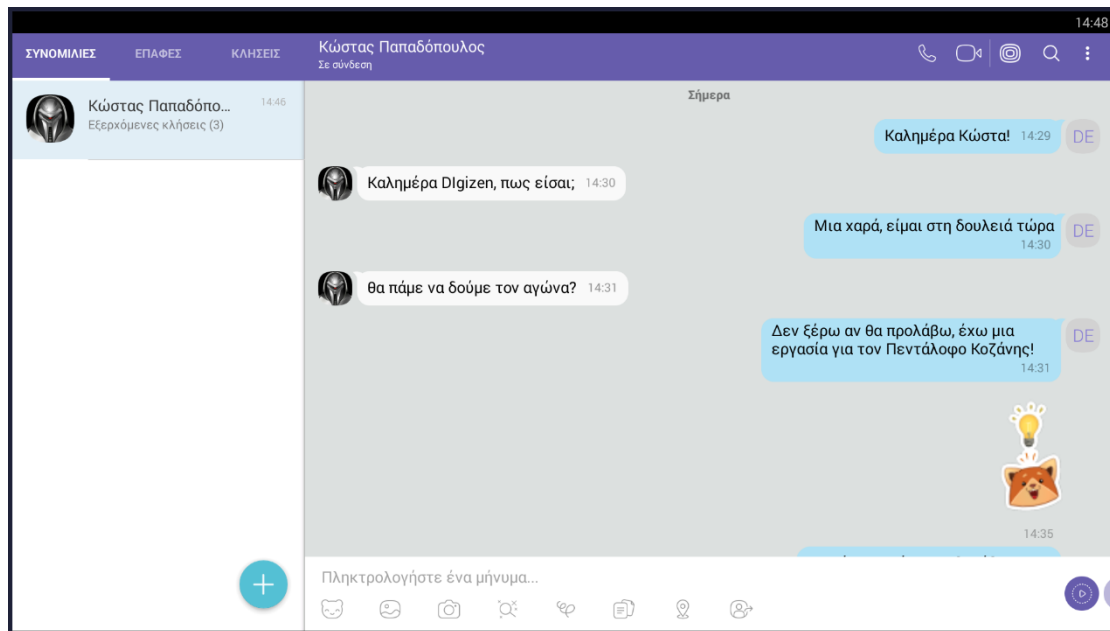 14:48
ΣΥΝΟΜΙΛΙΕΣ ΕΠΑΦΕΣ ΚΛΗΣΕΙΣ
Κώστας Παπαδόπουλος
Σε σύνδεση
Κώστας Παπαδόπο... 14:46
Εξερχόμενες κλήσεις (3)
Σήμερα
Καλημέρα Κώστα! 14:29 DE
Καλημέρα DIgizen, πως είσαι; 14:30
Μια χαρά, είμαι στη δουλειά τώρα DE
14:30
θα πάμε να δούμε τον αγώνα? 14:31
Δεν ξέρω αν θα προλάβω, έχω μια DE
εργασία για τον Πεντάλοφο Κοζάνης!
14:31
14:35
Πληκτρολογήστε ένα μήνυμα...